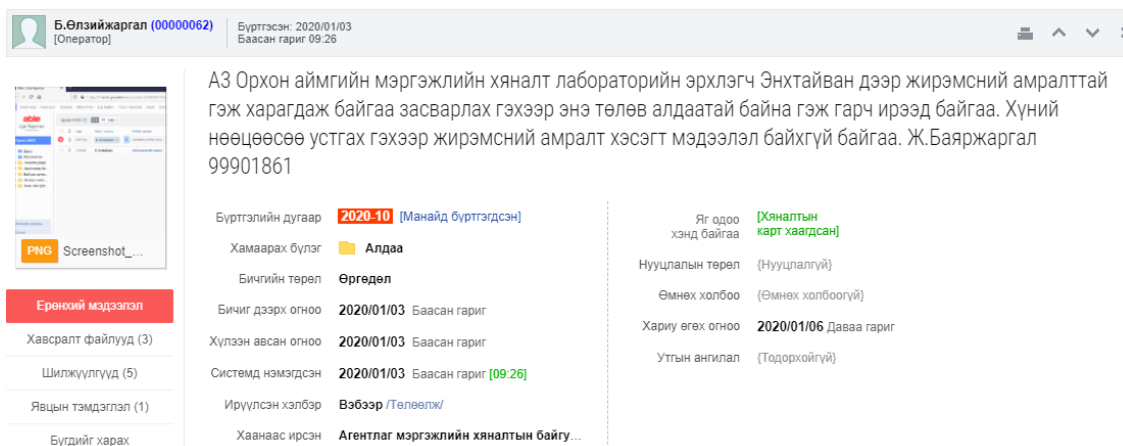 Б.Өлзийжаргал (00000062)
[Оператор]
Бүртгэсэн: 2020/01/03
Баасан гариг 09:26
able
PNG Screenshot_...
Ерөнхий мэдээлэл
Хавсралт файлууд (3)
Шилжүүлгүүд (5)
Явцын тэмдэглэл (1)
Бүгдийг харах
А3 Орхон аймгийн мэргэжлийн хяналт лабораторийн эрхлэгч Энхтайван дээр жирэмсний амралттай
гэж харагдаж байгаа засварлах гэхээр энэ төлөв алдаатай байна гэж гарч ирээд байгаа. Хүний
нөөцөөсөө устгах гэхээр жирэмсний амралт хэсэгт мэдээлэл байхгүй байгаа. Ж.Баяржаргал
99901861
Бүртгэлийн дугаар 2020-10 [Манайд бүртгэгдсэн]
Хамаарах бүлэг Алдаа
Бичгийн төрөл Өргөдөл
Бичиг дээрх огноо 2020/01/03 Баасан гариг
Хүлээн авсан огноо 2020/01/03 Баасан гариг
Системд нэмэгдсэн 2020/01/03 Баасан гариг [09:26]
Ирүүлсэн хэлбэр Вэбээр /Төлөөлж/
Хаанаас ирсэн Агентлаг мэргэжлийн хяналтын байгу...
Яг одоо
хэнд байгаа
[Хяналтын
карт хаагдсан]
Нууцлалын төрөл {Нууцлалгүй}
Өмнөх холбоо {Өмнөх холбоогүй}
Хариу өгөх огноо 2020/01/06 Даваа гариг
Утгын ангилал {Тодорхойгүй}